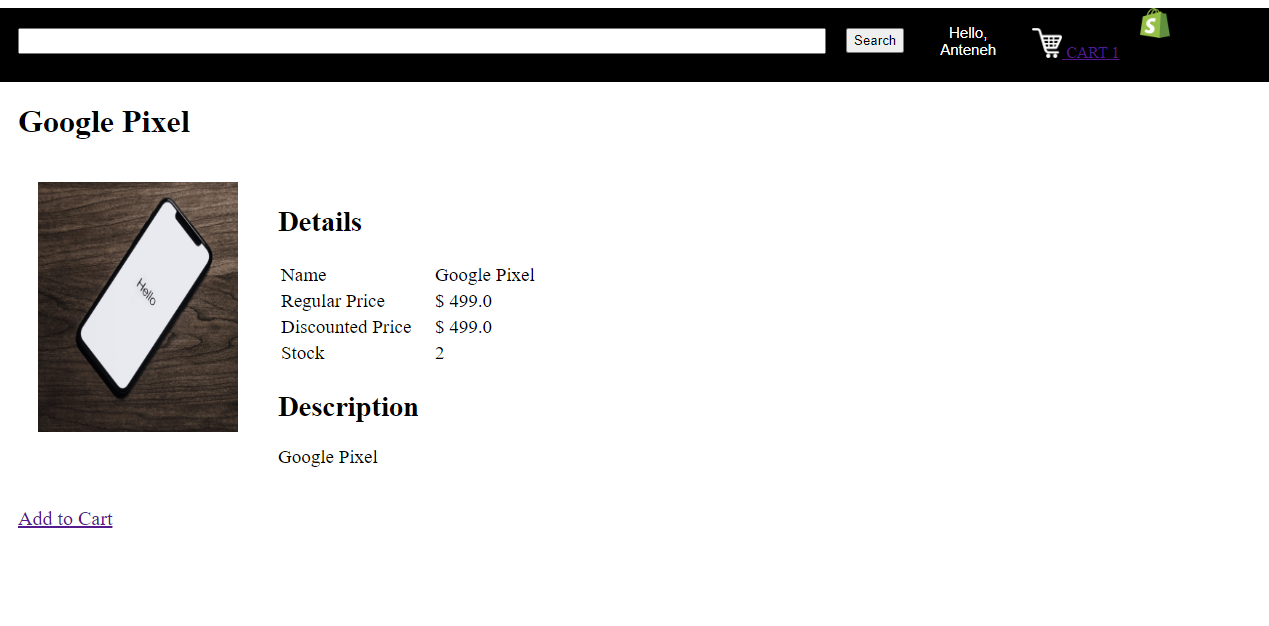 Search
Hello,
Anteneh
CART 1
S
Google Pixel
Hello
Details
Name Google Pixel
Regular Price $ 499.0
Discounted Price $ 499.0
Stock 2
Description
Google Pixel
Add to Cart